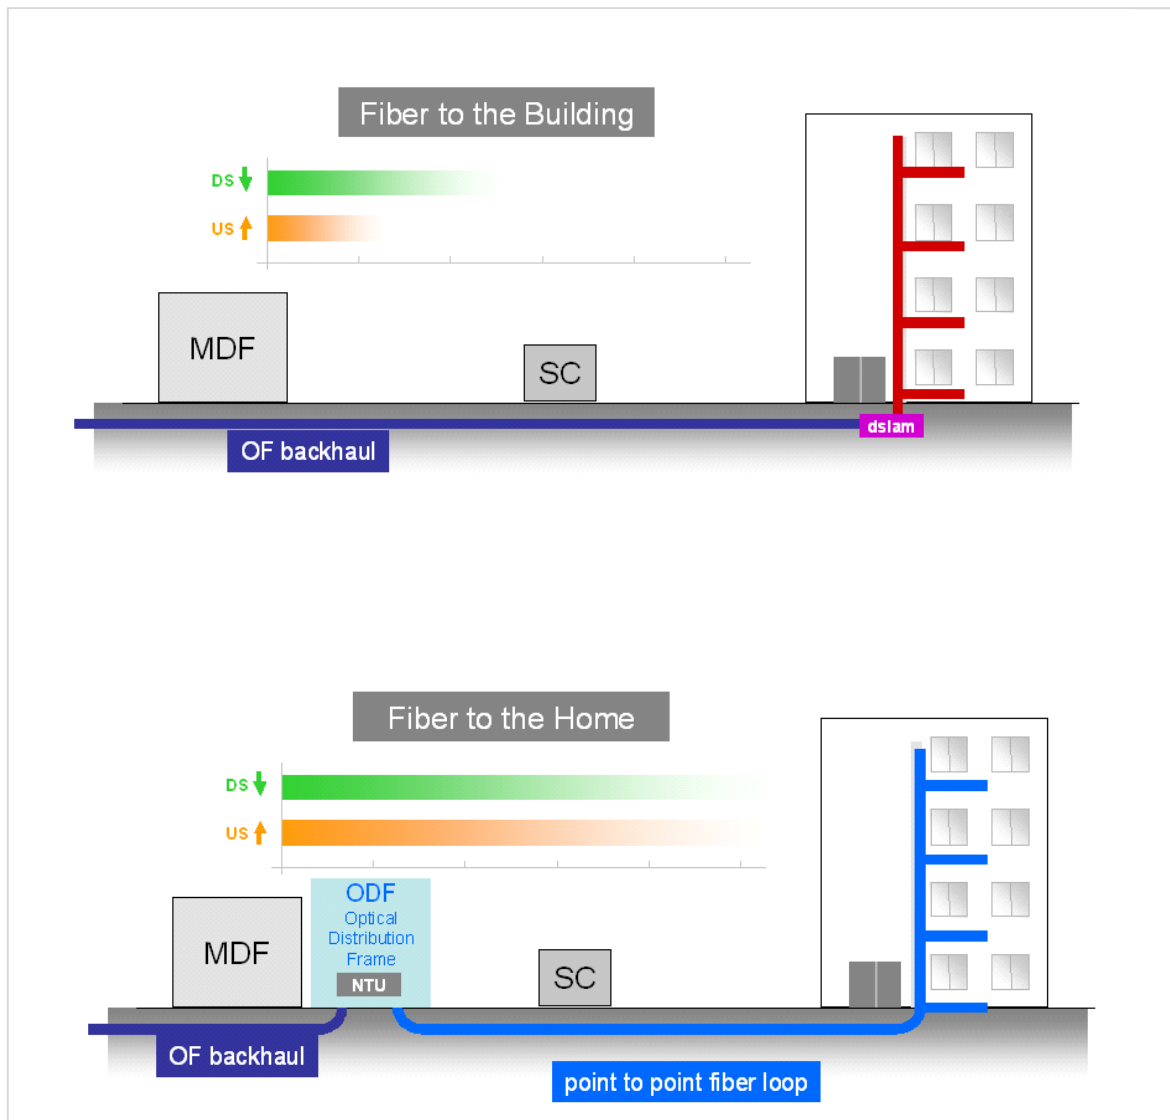 Fiber to the Building
DS
US
MDF
SC
dslam
OF backhaul
Fiber to the Home
DS
US
ODF
Optical
Distribution
Frame
NTU
MDF
SC
OF backhaul
point to point fiber loop